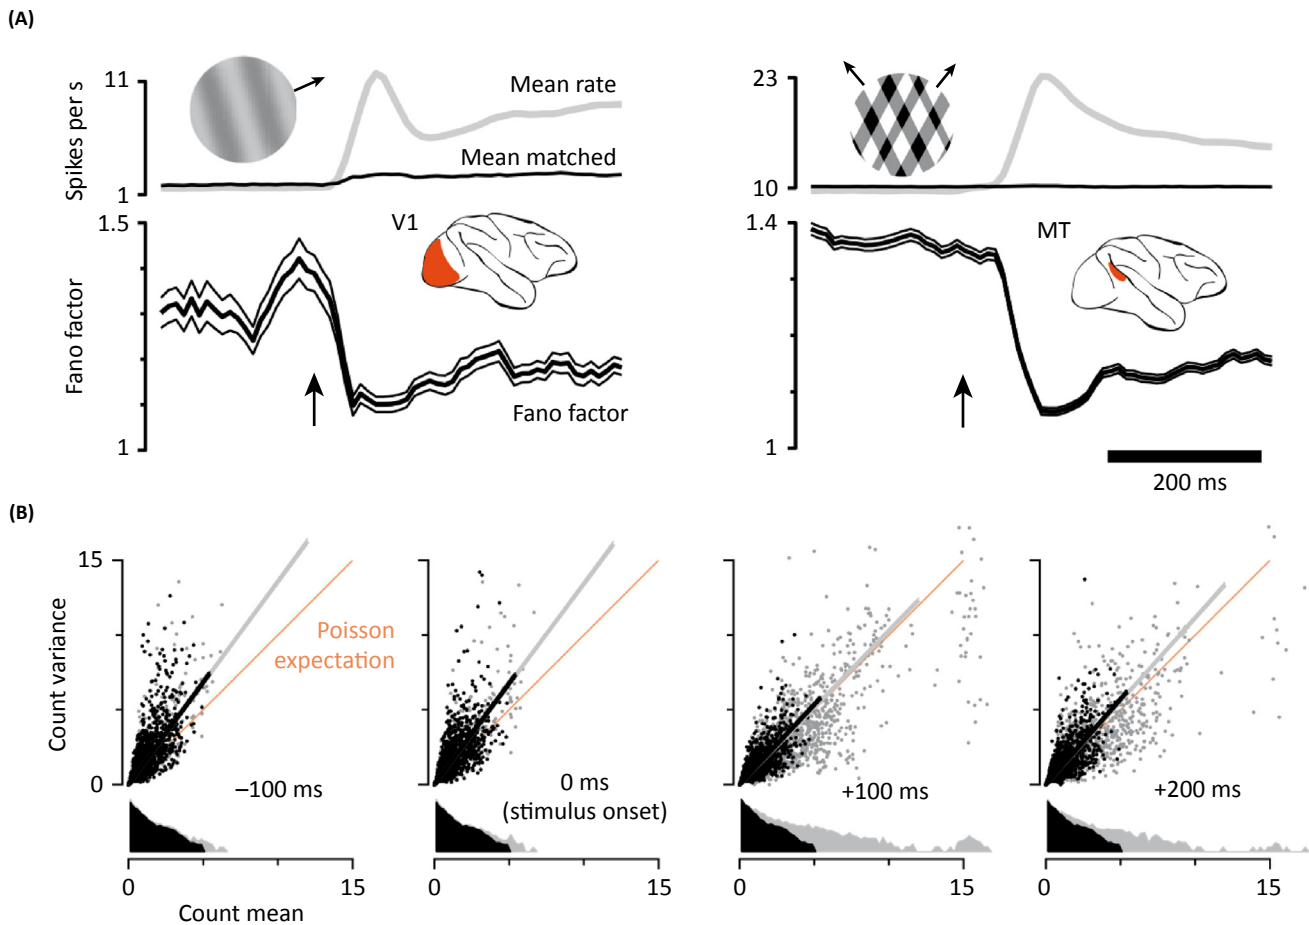 (A)
11
Spikes per s
1
Mean rate
Mean matched
23
10
1.5
Fano factor
1
V1
Fano factor
1.4
1
MT
200 ms
(B)
15
Count variance
0
Poisson
expectation
–100 ms
0 ms
(stimulus onset)
+100 ms
+200 ms
0
15
0
15
0
15
0
15
Count mean